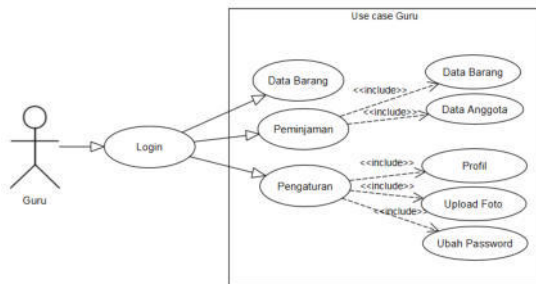 Use case Guru
Data Barang
Data Barang
<<include>>
Data Anggota
<<include>>
Peminjaman
Login
Guru
Pengaturan
<<include>>
Profil
<<include>>
Upload Foto
<<include>>
Ubah Password